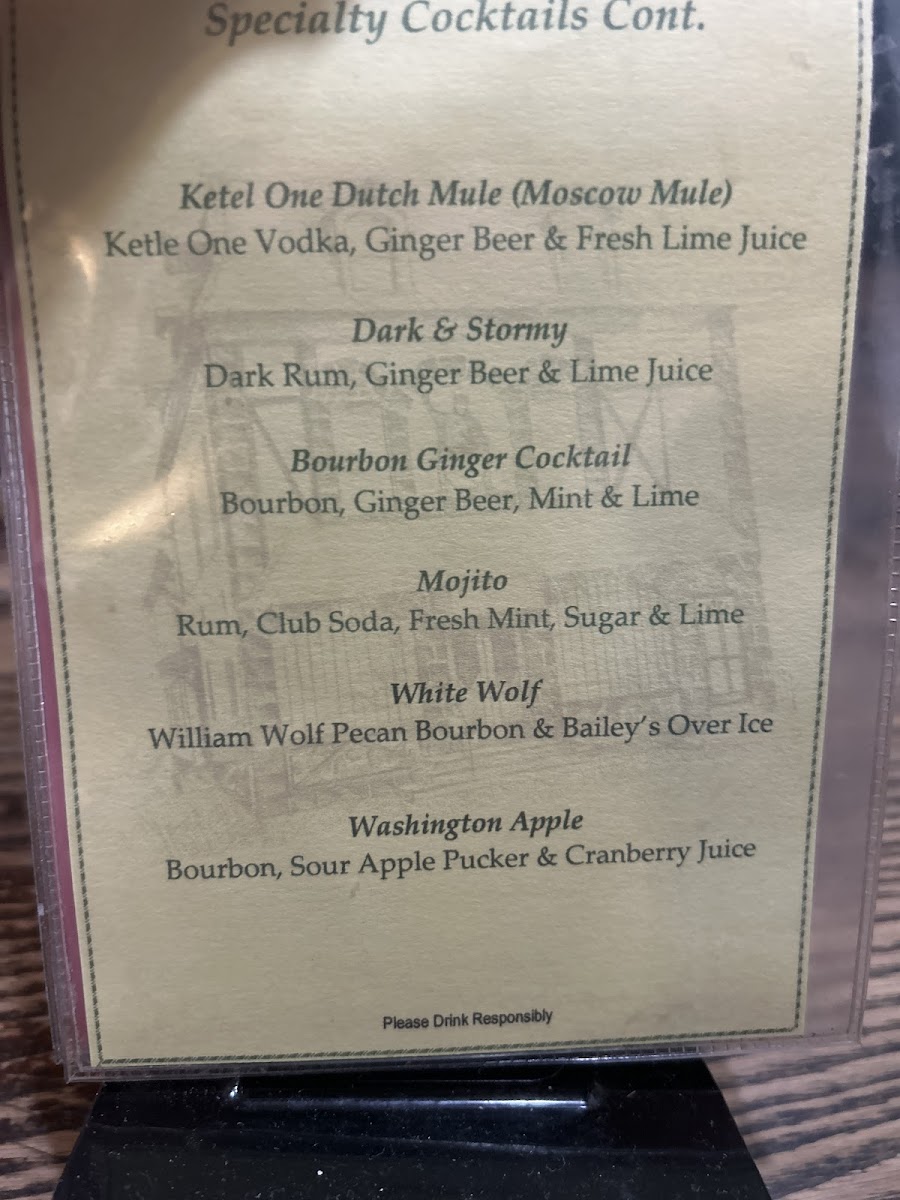 Specialty Cocktails Cont.
Ketel One Dutch Mule (Moscow Mule)
Ketle One Vodka, Ginger Beer & Fresh Lime Juice
Dark & Stormy
Dark Rum, Ginger Beer & Lime Juice
Bourbon Ginger Cocktail
Bourbon, Ginger Beer, Mint & Lime
Mojito
Rum, Club Soda, Fresh Mint, Sugar & Lime
White Wolf
William Wolf Pecan Bourbon & Bailey's Over Ice
Washington Apple
Bourbon, Sour Apple Pucker & Cranberry Juice
Please Drink Responsibly